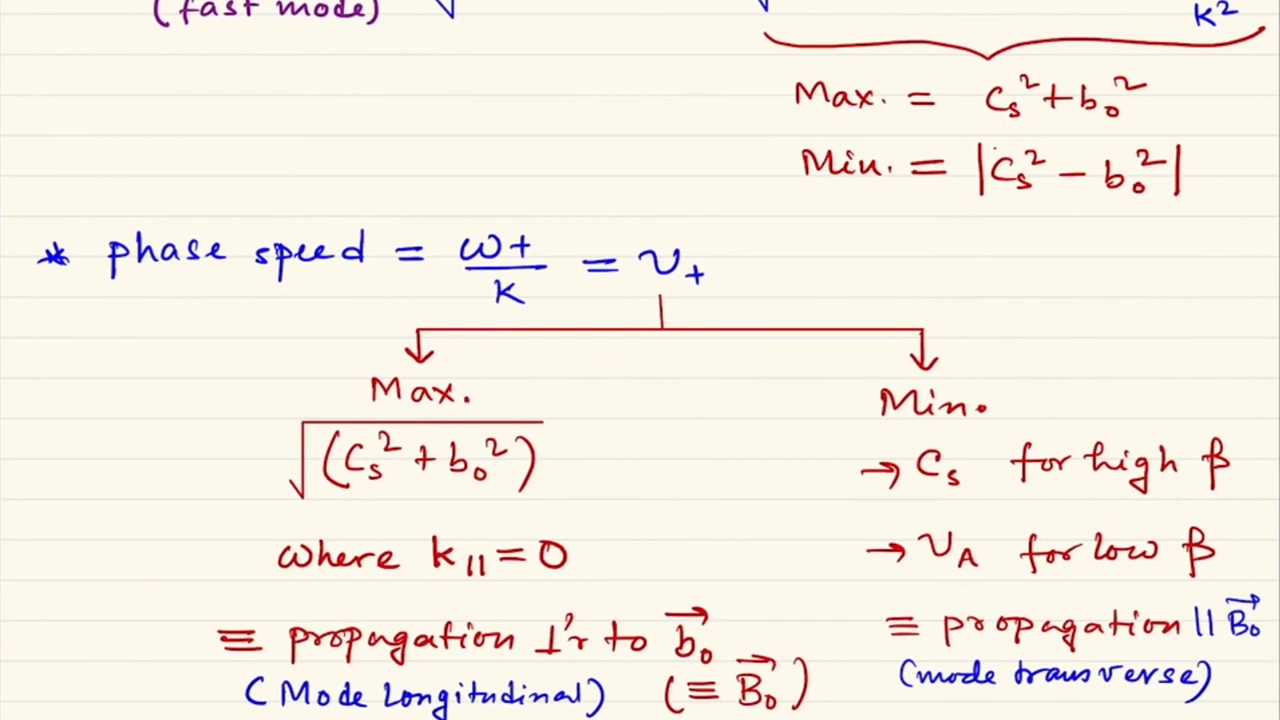 (fast mode) √ √ k²
Max. = Cₛ² + b₀²
Min. = |Cₛ² − b₀²|
* phase speed = ω+/k = v₊
Max. Min.
√(Cₛ² + b₀²) → Cₛ for high β
where k∥ = 0 → v_A for low β
≡ propagation ⊥'r to b⃗₀ ≡ propagation ∥ B⃗₀
(Mode Longitudinal) (≡ B⃗₀) (mode transverse)